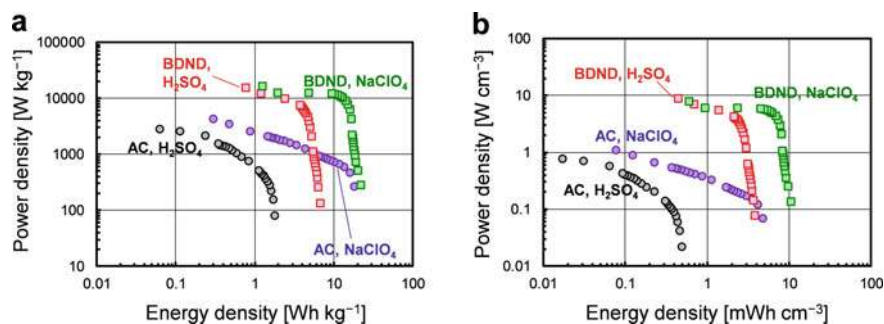 a
100000
10000
1000
100
10
Power density [W kg⁻¹]
BDND,
H₂SO₄
BDND, NaClO₄
AC, H₂SO₄
AC, NaClO₄
0.01
0.1
1
10
100
Energy density [Wh kg⁻¹]
b
100
10
1
0.1
0.01
Power density [W cm⁻³]
BDND, H₂SO₄
BDND, NaClO₄
AC, NaClO₄
AC, H₂SO₄
0.01
0.1
1
10
100
Energy density [mWh cm⁻³]